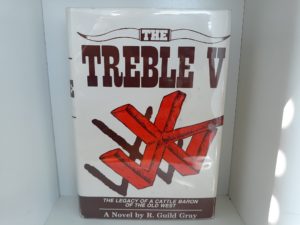 THE
TREBLE V
THE LEGACY OF A CATTLE BARON
OF THE OLD WEST
A Novel by R. Guild Gray